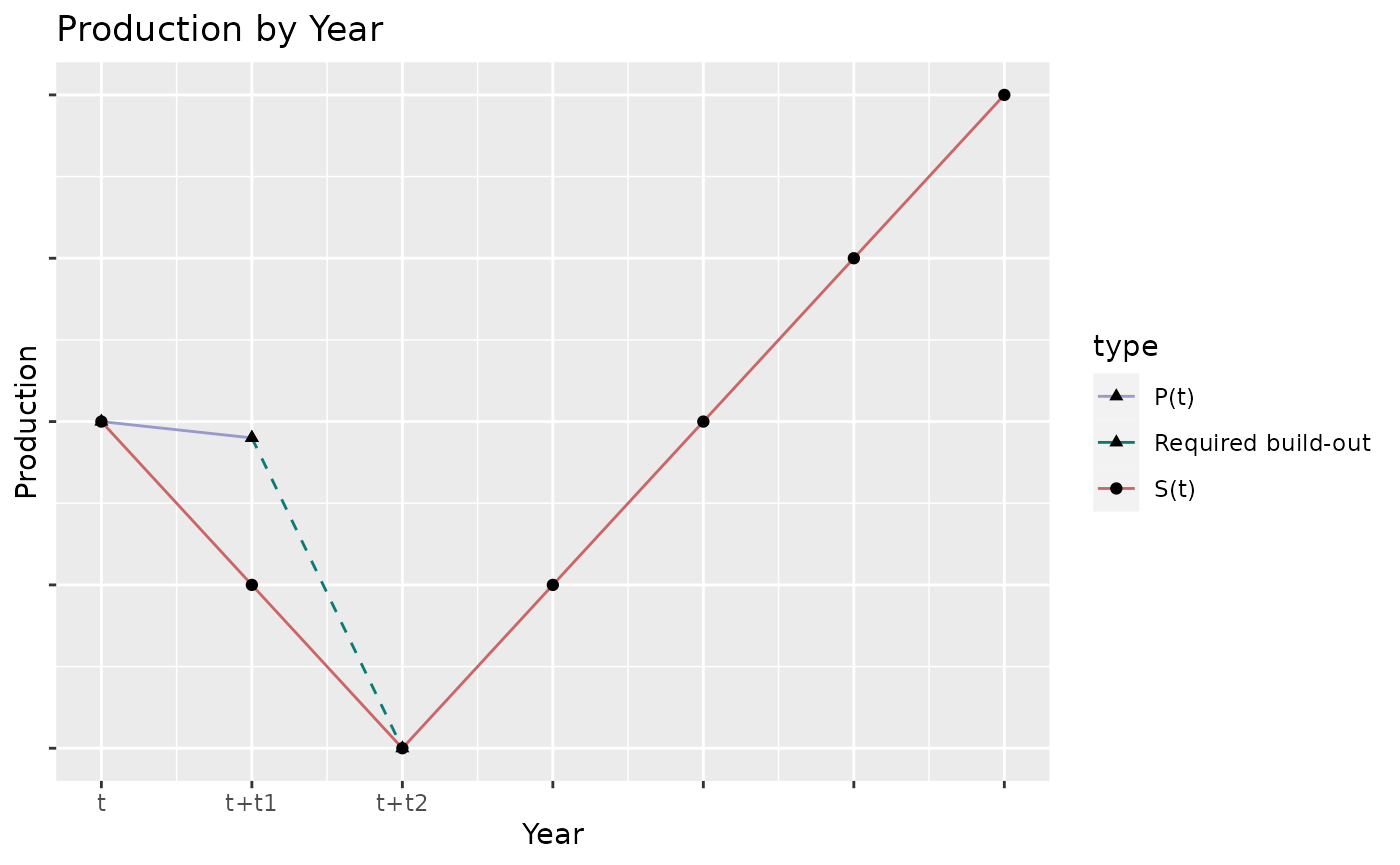 Production by Year
Production
type
P(t)
Required build-out
S(t)
t
t+t1
t+t2
Year